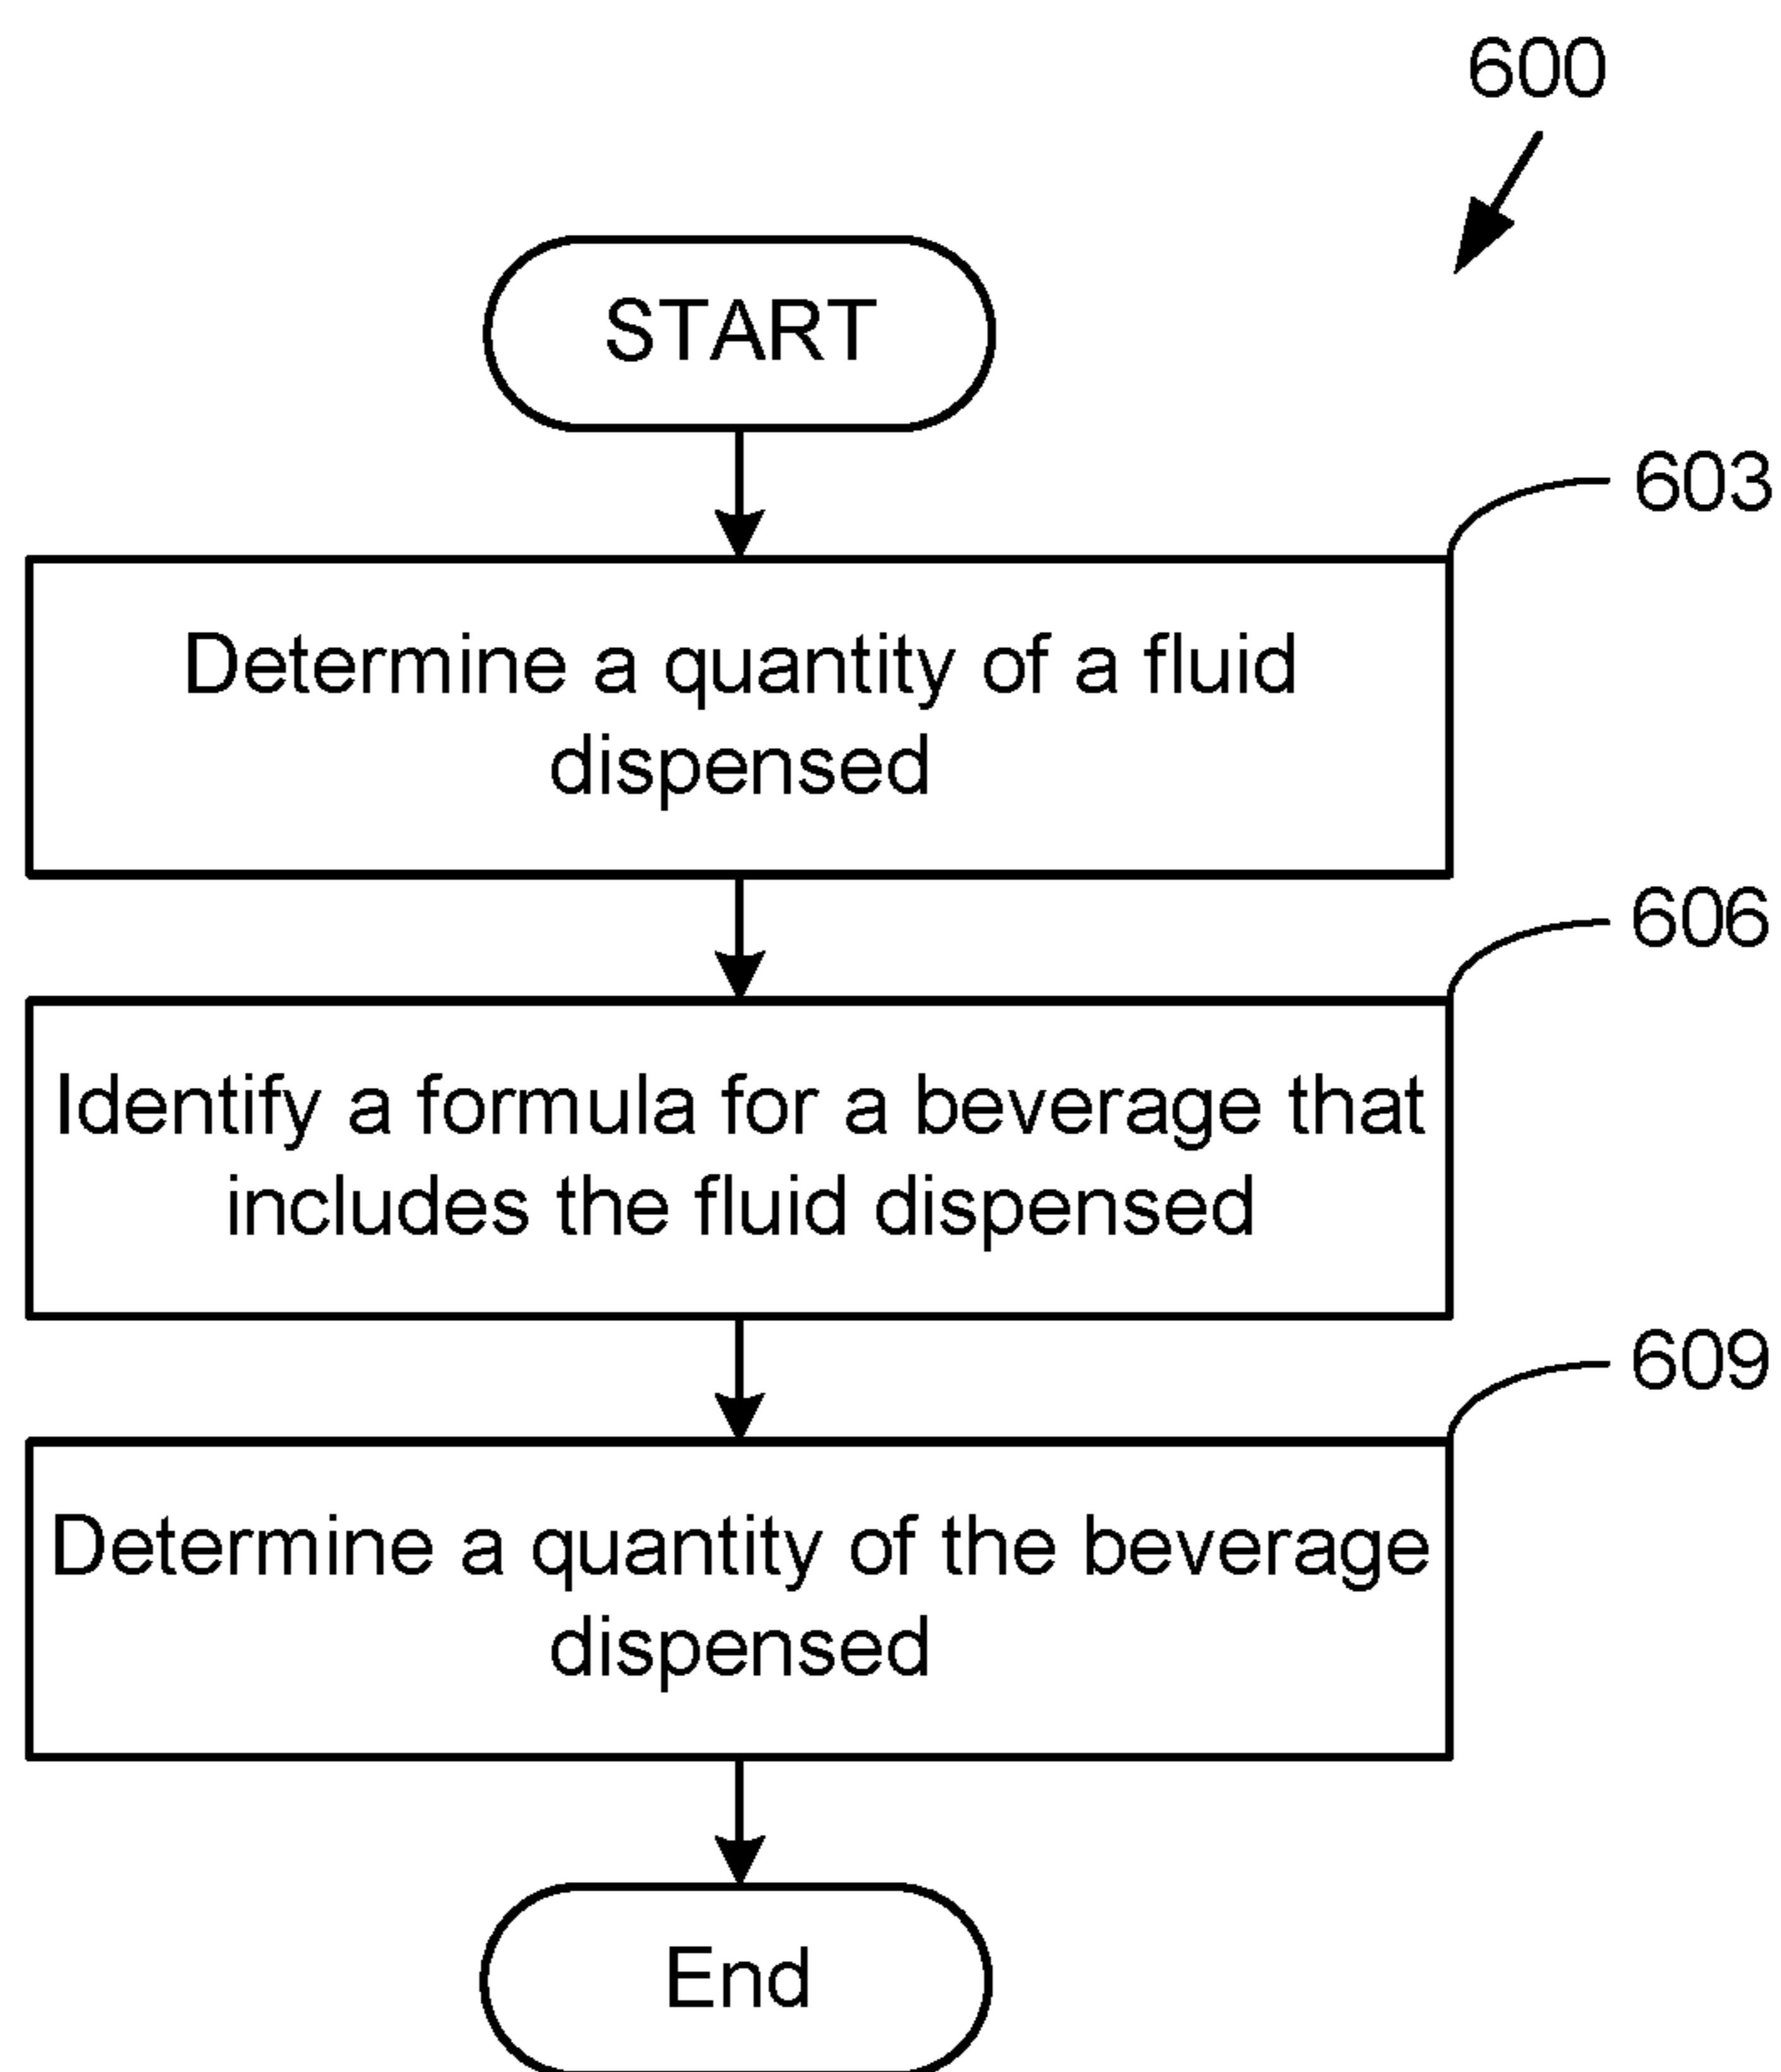 600
START
603
Determine a quantity of a fluid
dispensed
606
Identify a formula for a beverage that
includes the fluid dispensed
609
Determine a quantity of the beverage
dispensed
End